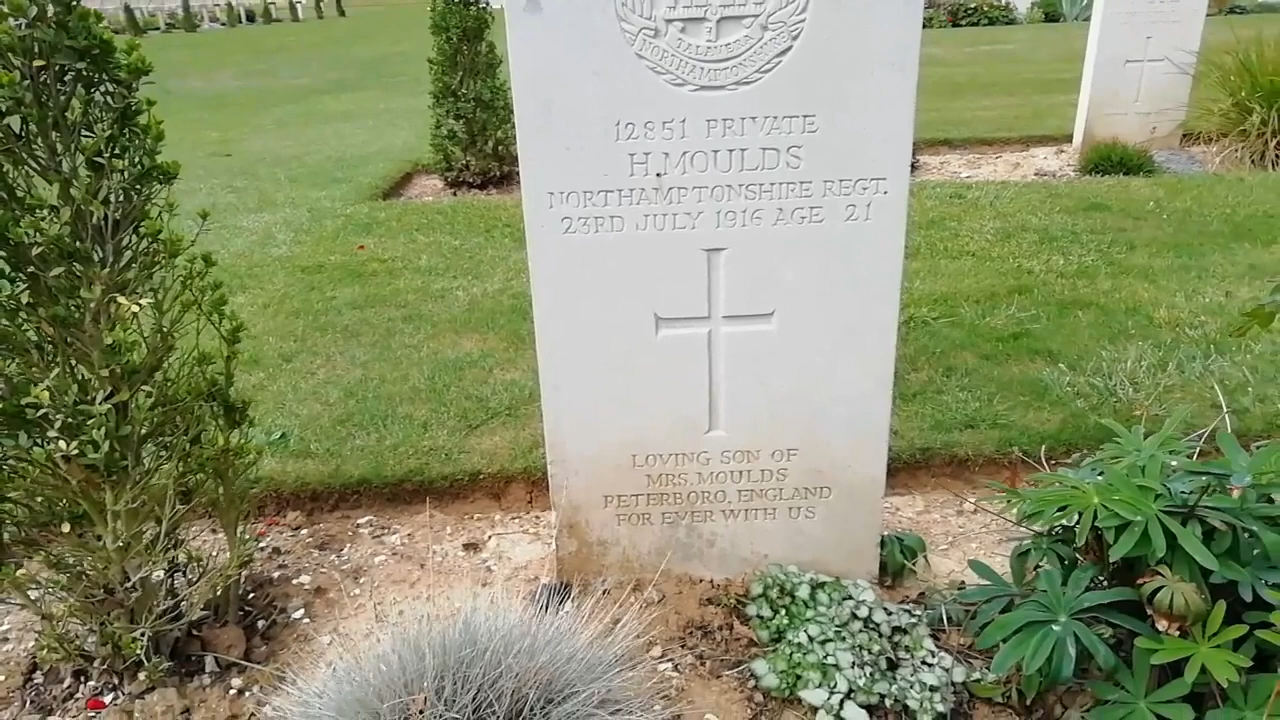 TALAVERA
NORTHAMPTONSHIRE
12851 PRIVATE
H. MOULDS
NORTHAMPTONSHIRE REGT.
23RD JULY 1916 AGE 21
LOVING SON OF
MRS. MOULDS
PETERBORO, ENGLAND
FOR EVER WITH US